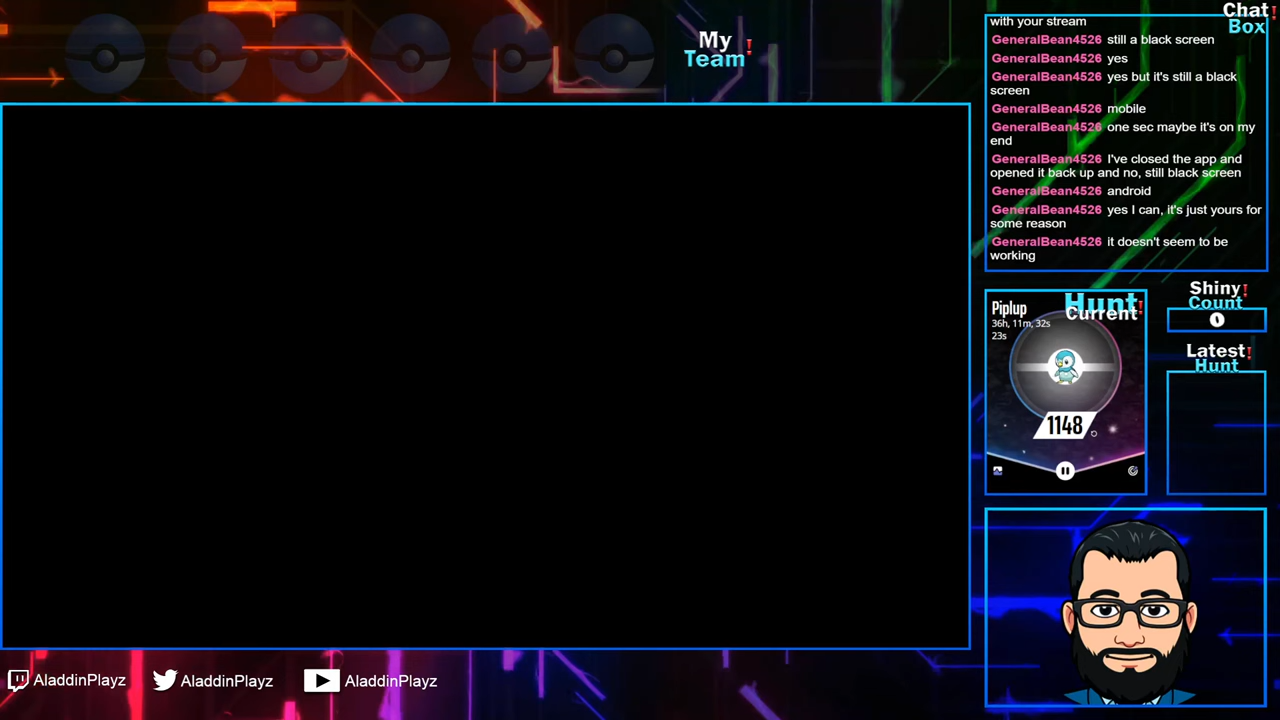 My
Team!
Chat!
Box
with your stream
GeneralBean4526 still a black screen
GeneralBean4526 yes
GeneralBean4526 yes but it's still a black
screen
GeneralBean4526 mobile
GeneralBean4526 one sec maybe it's on my
end
GeneralBean4526 I've closed the app and
opened it back up and no, still black screen
GeneralBean4526 android
GeneralBean4526 yes I can, it's just yours for
some reason
GeneralBean4526 it doesn't seem to be
working
Hunt!
Current
Piplup
36h, 11m, 32s
23s
1148
Shiny!
Count
Latest!
Hunt
AladdinPlayz
AladdinPlayz
AladdinPlayz